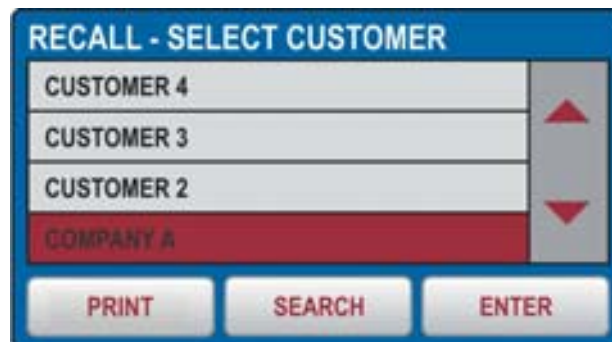 RECALL - SELECT CUSTOMER
CUSTOMER 4
CUSTOMER 3
CUSTOMER 2
COMPANY A
PRINT SEARCH ENTER